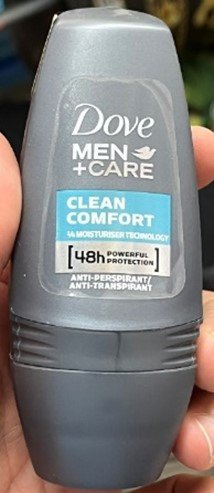 Dove
MEN
+CARE
CLEAN
COMFORT
¼ MOISTURISER TECHNOLOGY
[48h POWERFUL PROTECTION]
ANTI-PERSPIRANT/
ANTI-TRANSPIRANT